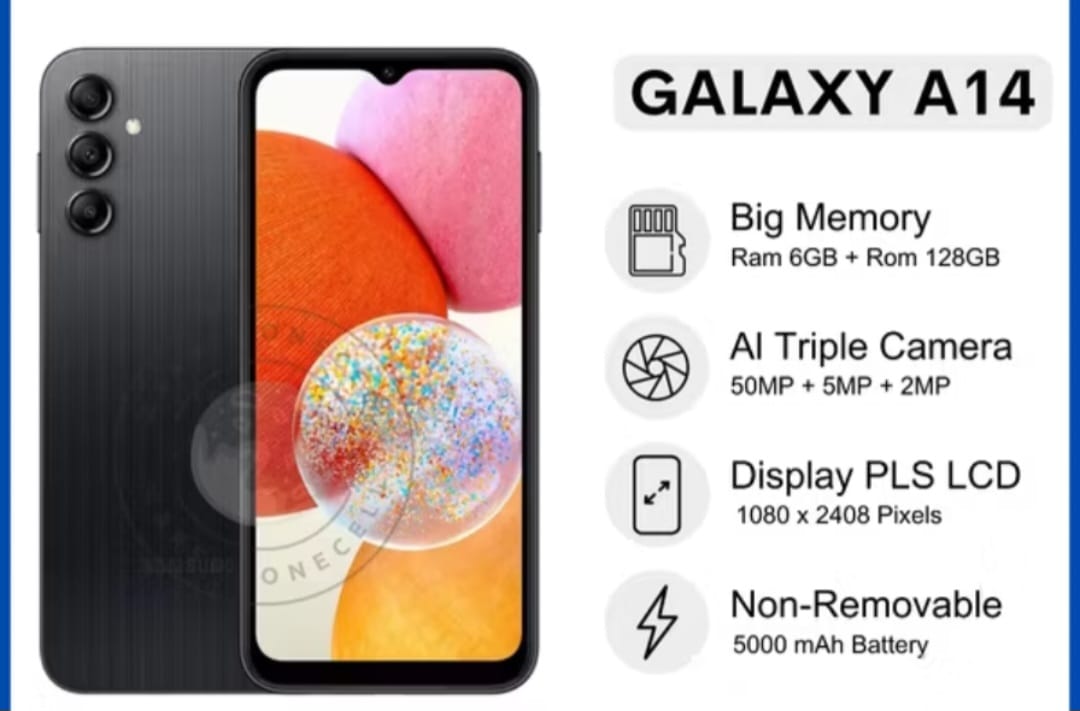 GALAXY A14
Big Memory
Ram 6GB + Rom 128GB
AI Triple Camera
50MP + 5MP + 2MP
Display PLS LCD
1080 x 2408 Pixels
Non-Removable
5000 mAh Battery
SAMSUNG